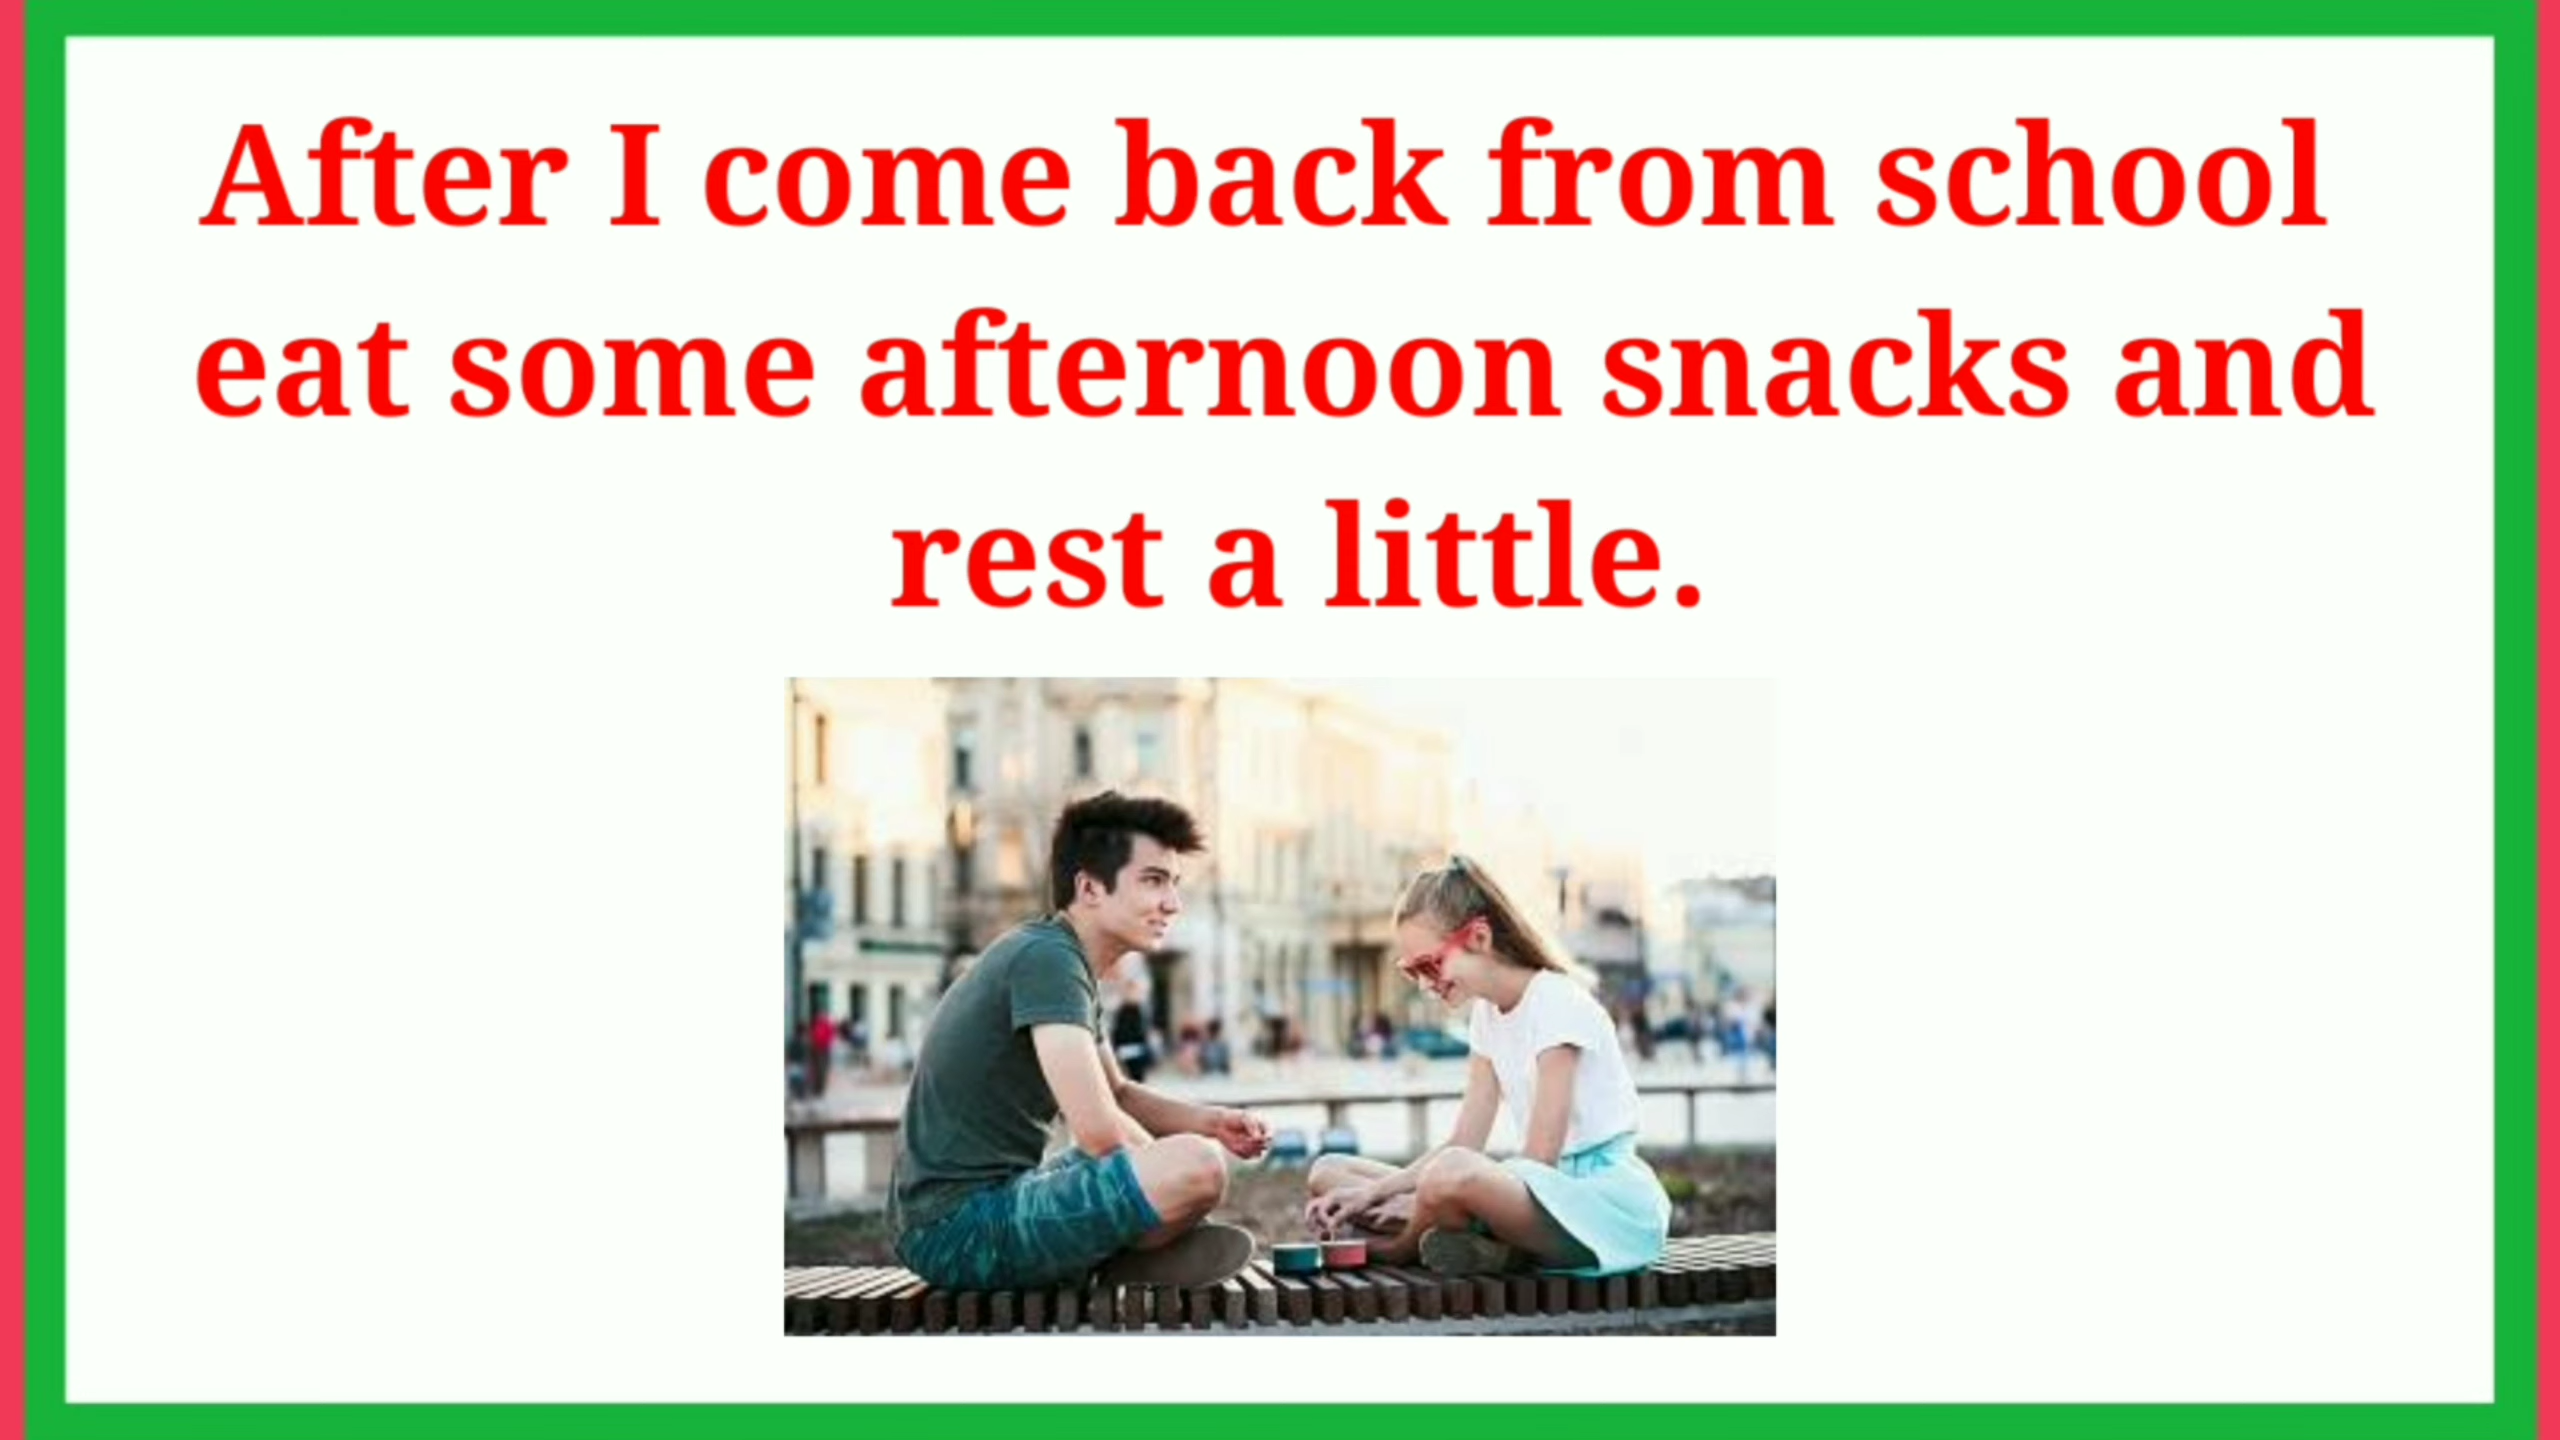 After I come back from school
eat some afternoon snacks and
rest a little.